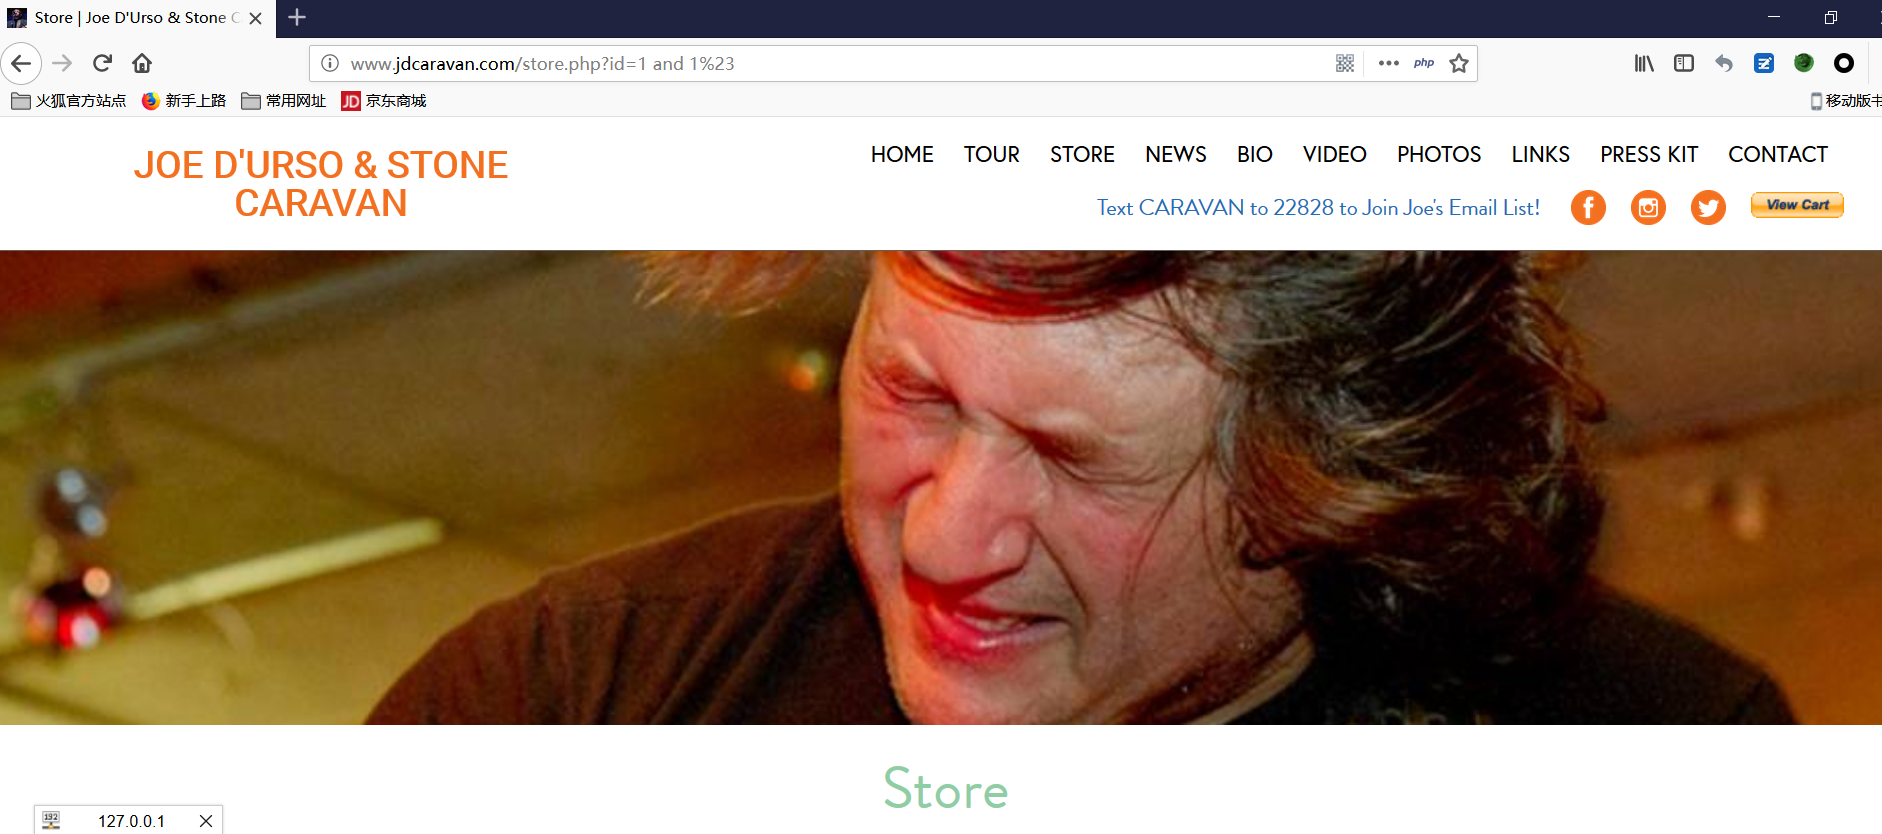 Store | Joe D'Urso & Stone C
www.jdcaravan.com/store.php?id=1 and 1%23
php
火狐官方站点
新手上路
常用网址
JD
京东商城
移动版书
JOE D'URSO & STONE
CARAVAN
HOME TOUR STORE NEWS BIO VIDEO PHOTOS LINKS PRESS KIT CONTACT
Text CARAVAN to 22828 to Join Joe's Email List!
View Cart
Store
192
127.0.0.1